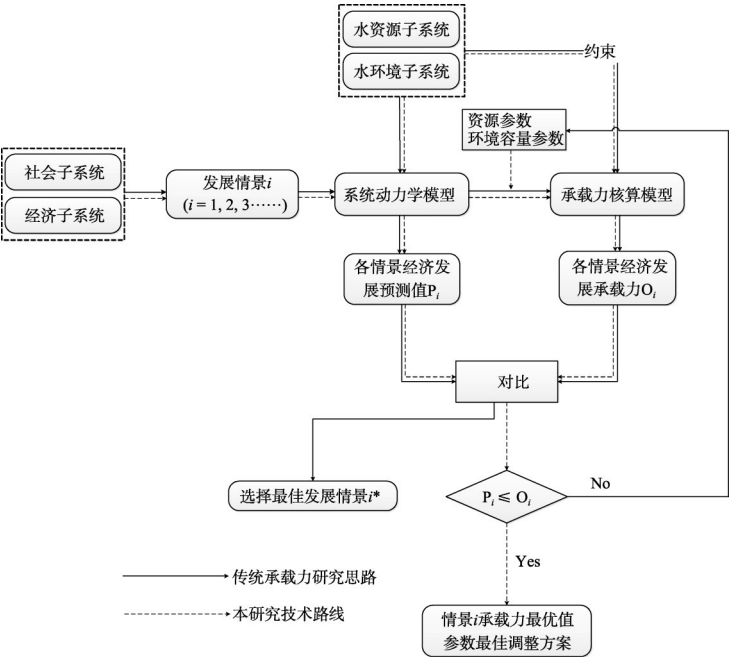 水资源子系统
水环境子系统
约束
资源参数
环境容量参数
社会子系统
经济子系统
发展情景i
(i = 1, 2, 3……)
系统动力学模型
承载力核算模型
各情景经济发
展预测值Pi
各情景经济发
展承载力Oi
对比
选择最佳发展情景i*
Pi ≤ Oi
No
Yes
传统承载力研究思路
本研究技术路线
情景i承载力最优值
参数最佳调整方案